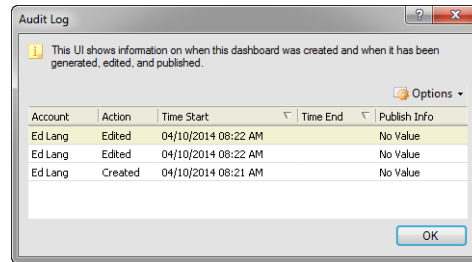 Audit Log
This UI shows information on when this dashboard was created and when it has been
generated, edited, and published.
Options
Account Action Time Start Time End Publish Info
Ed Lang Edited 04/10/2014 08:22 AM No Value
Ed Lang Edited 04/10/2014 08:22 AM No Value
Ed Lang Created 04/10/2014 08:21 AM No Value
OK